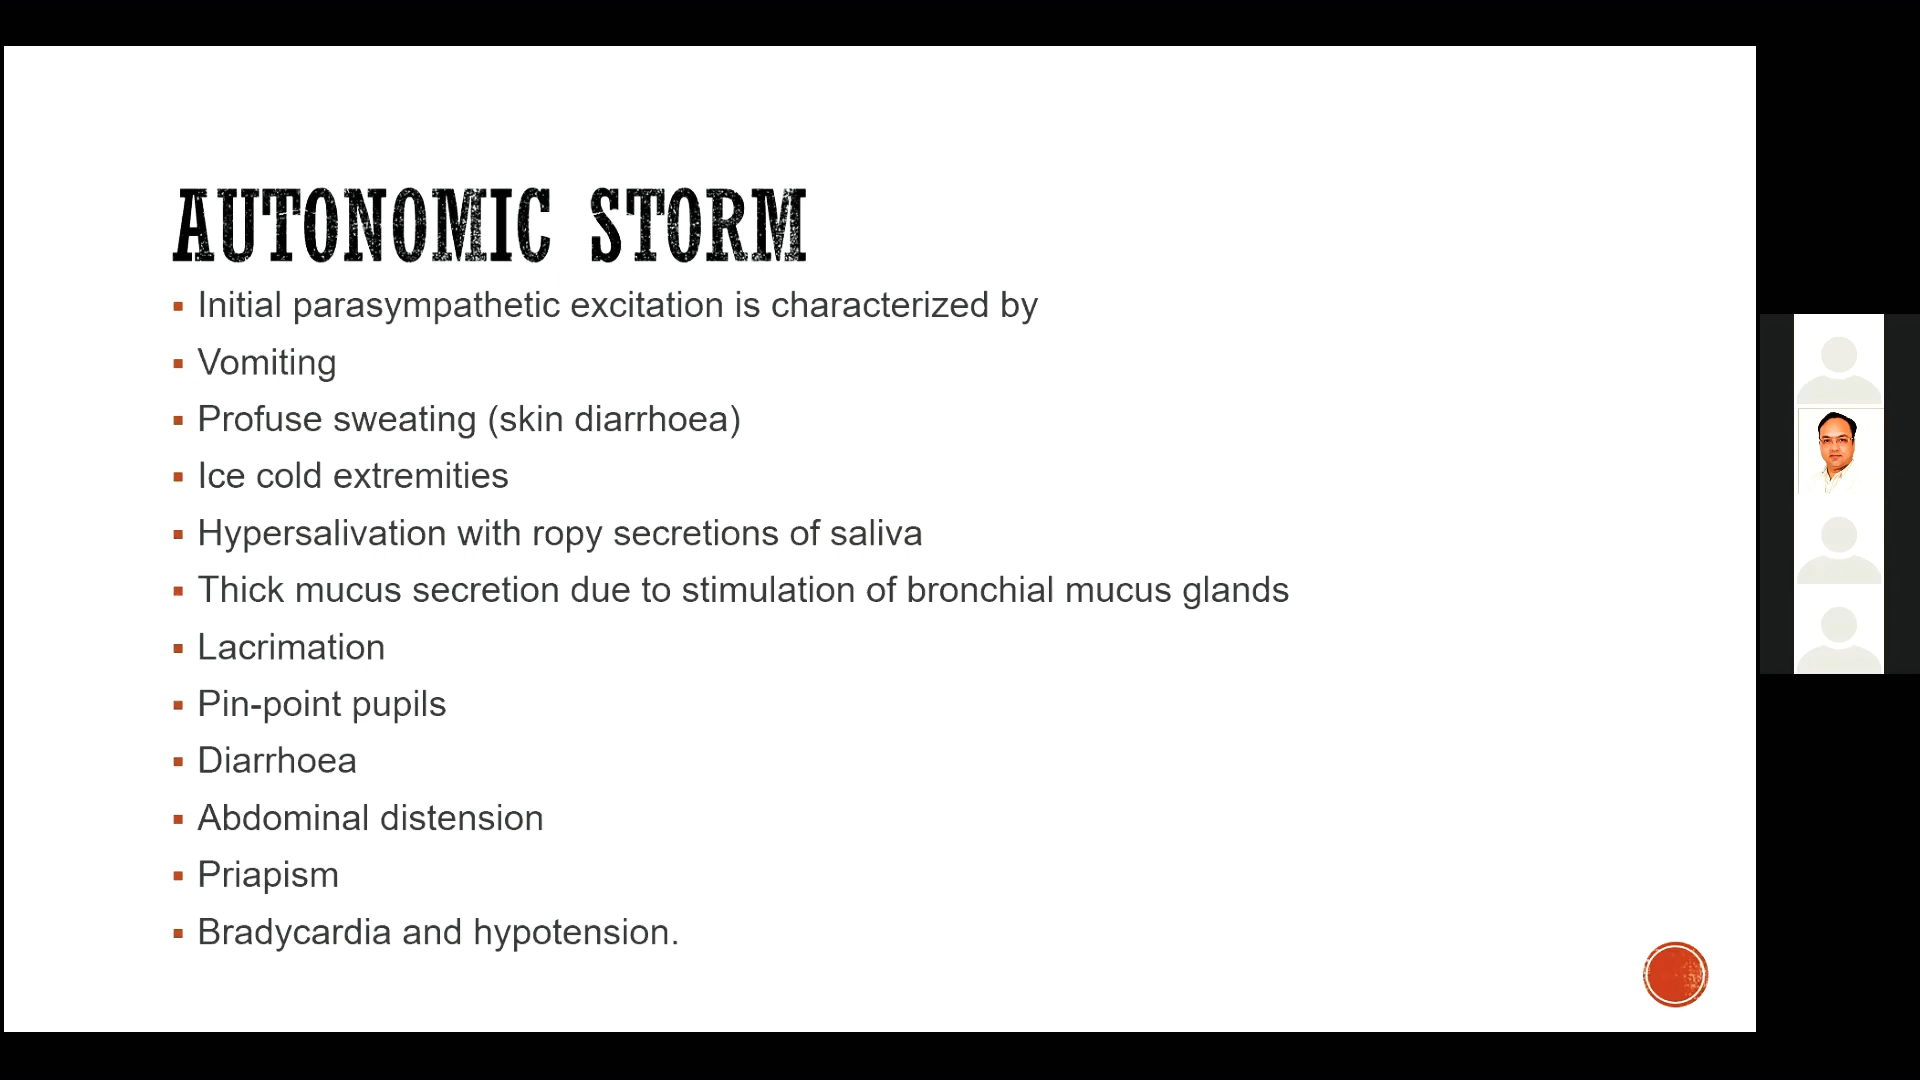 AUTONOMIC STORM
Initial parasympathetic excitation is characterized by
Vomiting
Profuse sweating (skin diarrhoea)
Ice cold extremities
Hypersalivation with ropy secretions of saliva
Thick mucus secretion due to stimulation of bronchial mucus glands
Lacrimation
Pin-point pupils
Diarrhoea
Abdominal distension
Priapism
Bradycardia and hypotension.